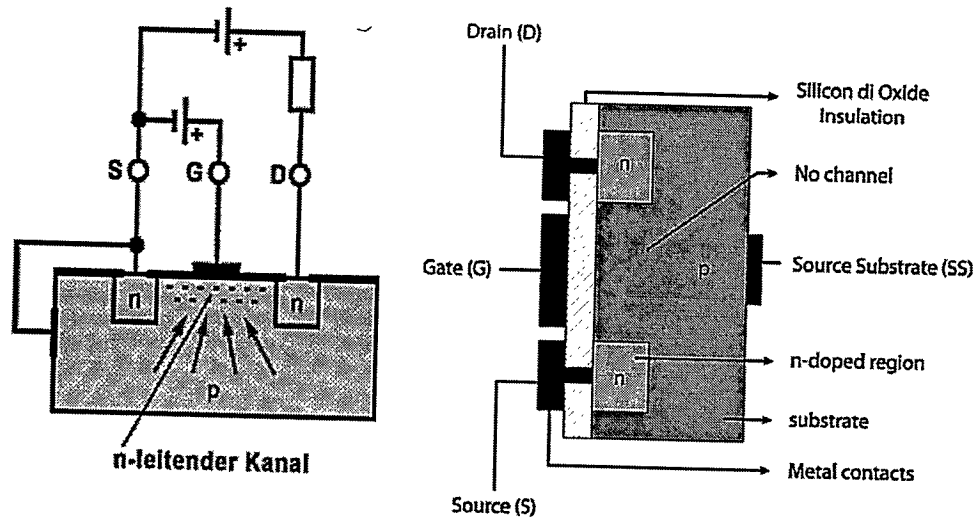 +
+
S
G
D
n
n
p
n-leitender Kanal
Drain (D)
Silicon di Oxide
Insulation
n
No channel
Gate (G)
p
Source Substrate (SS)
n
n-doped region
substrate
Metal contacts
Source (S)